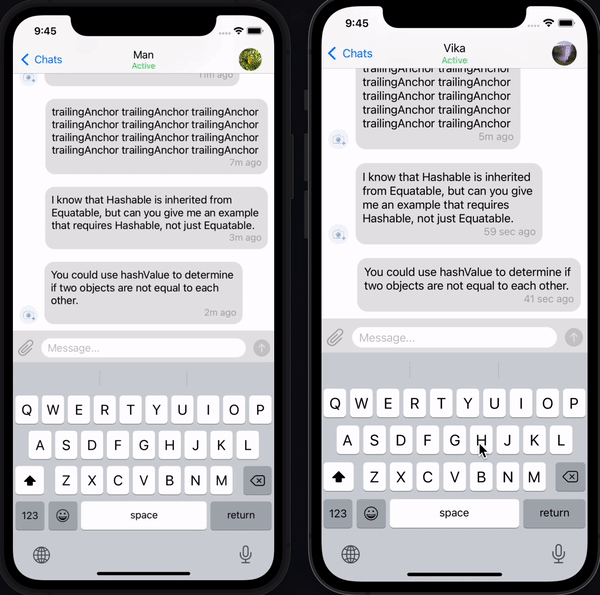 9:45
Chats
Man
Active
11m ago
trailingAnchor trailingAnchor trailingAnchor
trailingAnchor trailingAnchor trailingAnchor
trailingAnchor trailingAnchor trailingAnchor
trailingAnchor trailingAnchor trailingAnchor
7m ago
I know that Hashable is inherited from
Equatable, but can you give me an example
that requires Hashable, not just Equatable.
3m ago
You could use hashValue to determine
if two objects are not equal to each
other.
2m ago
Message...
Q W E R T Y U I O P
A S D F G H J K L
Z X C V B N M
123
space
return
9:45
Chats
Vika
Active
trailingAnchor trailingAnchor
trailingAnchor trailingAnchor
trailingAnchor trailingAnchor
trailingAnchor trailingAnchor
trailingAnchor trailingAnchor
5m ago
I know that Hashable is inherited
from Equatable, but can you give
me an example that requires
Hashable, not just Equatable.
59 sec ago
You could use hashValue to determine if
two objects are not equal to each other.
41 sec ago
Message...
Q W E R T Y U I O P
A S D F G H J K L
Z X C V B N M
123
space
return